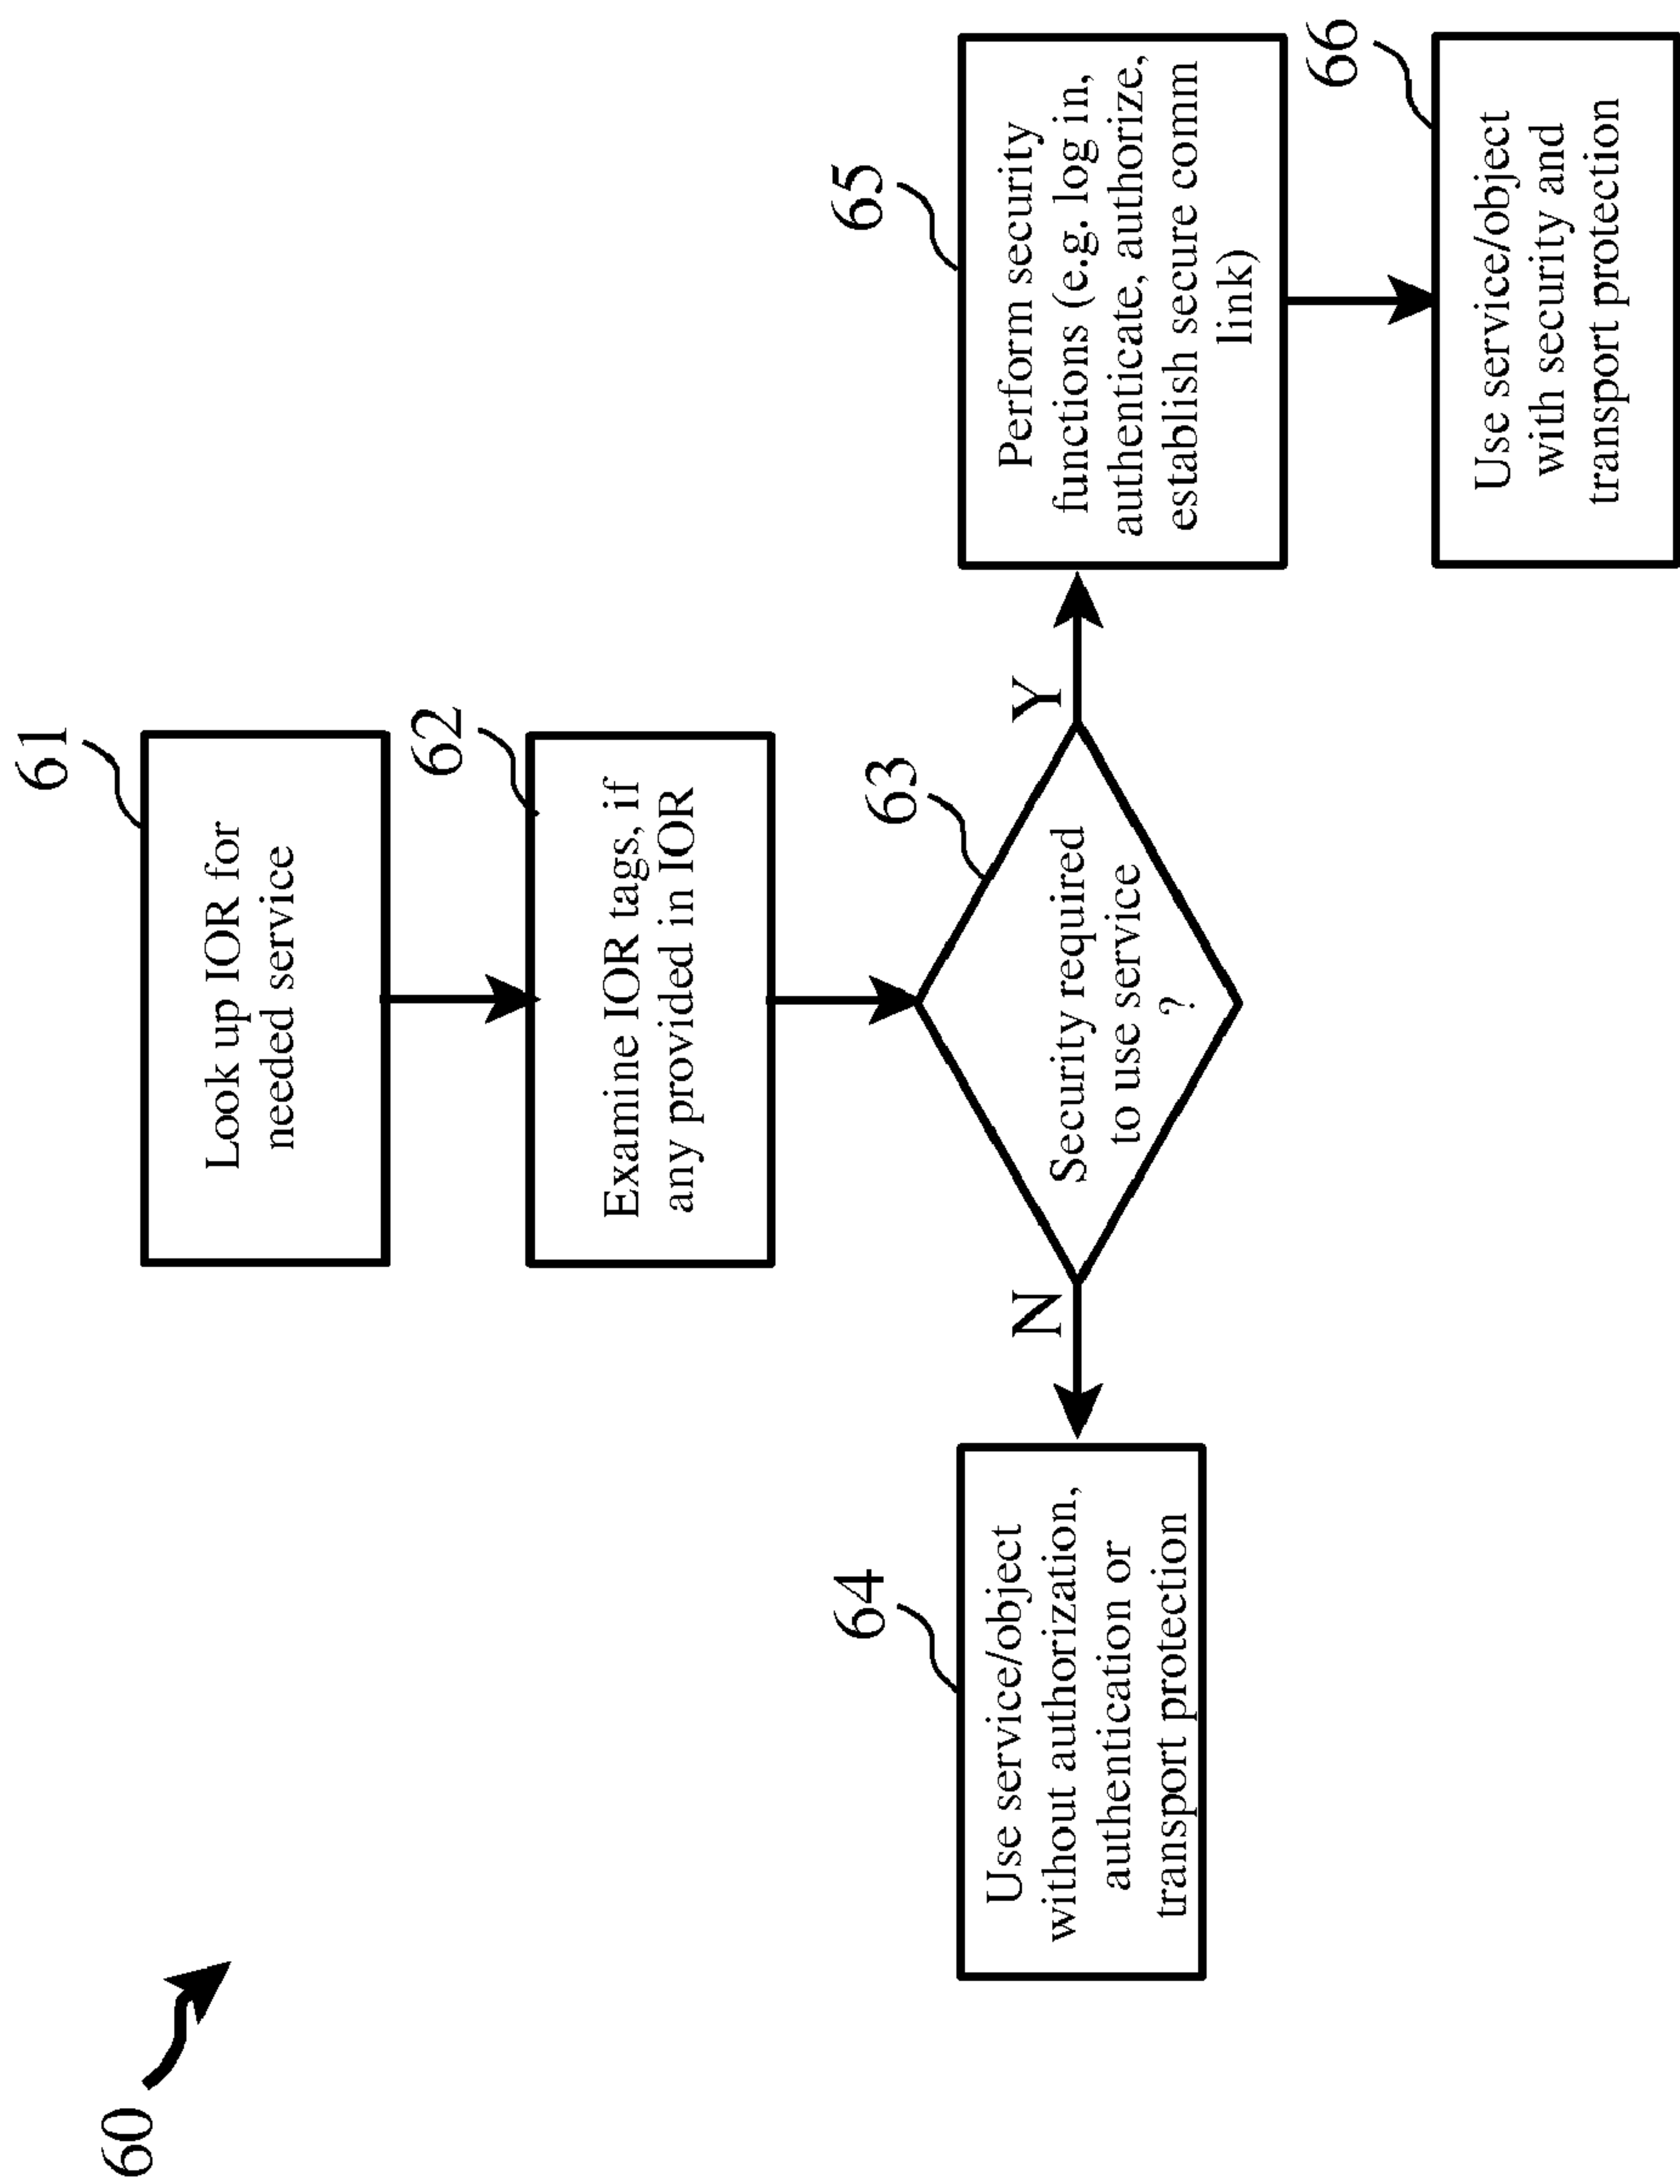 60
61
Look up IOR for
needed service
62
Examine IOR tags, if
any provided in IOR
63
Security required
to use service
?
N
Y
64
Use service/object
without authorization,
authentication or
transport protection
65
Perform security
functions (e.g. log in,
authenticate, authorize,
establish secure comm
link)
66
Use service/object
with security and
transport protection